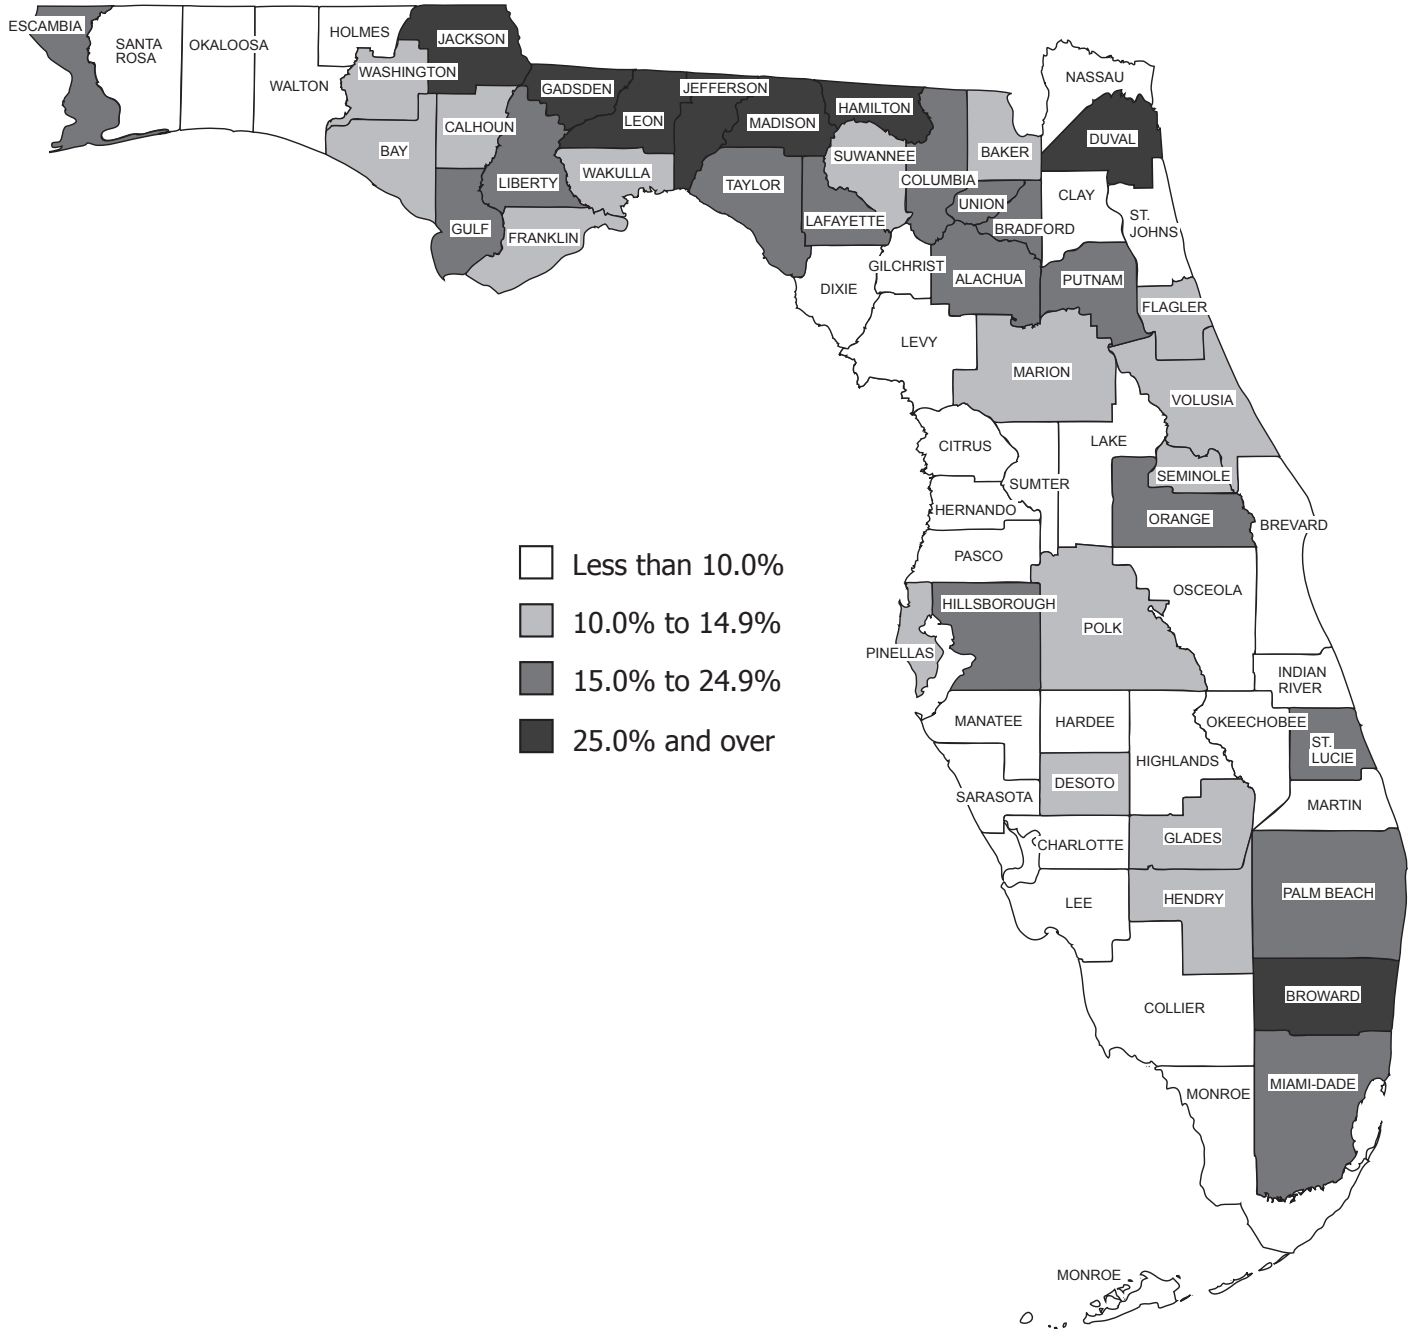 ESCAMBIA
SANTA
ROSA
OKALOOSA
WALTON
HOLMES
WASHINGTON
JACKSON
BAY
CALHOUN
GULF
LIBERTY
FRANKLIN
GADSDEN
LEON
WAKULLA
JEFFERSON
MADISON
TAYLOR
HAMILTON
SUWANNEE
LAFAYETTE
COLUMBIA
BAKER
UNION
BRADFORD
NASSAU
DUVAL
CLAY
ST.
JOHNS
DIXIE
GILCHRIST
ALACHUA
PUTNAM
FLAGLER
LEVY
MARION
VOLUSIA
CITRUS
SUMTER
LAKE
SEMINOLE
HERNANDO
ORANGE
BREVARD
PASCO
OSCEOLA
HILLSBOROUGH
POLK
PINELLAS
INDIAN
RIVER
MANATEE
HARDEE
OKEECHOBEE
ST.
LUCIE
HIGHLANDS
DESOTO
SARASOTA
MARTIN
CHARLOTTE
GLADES
LEE
HENDRY
PALM BEACH
BROWARD
COLLIER
MIAMI-DADE
MONROE
MONROE
Less than 10.0%
10.0% to 14.9%
15.0% to 24.9%
25.0% and over